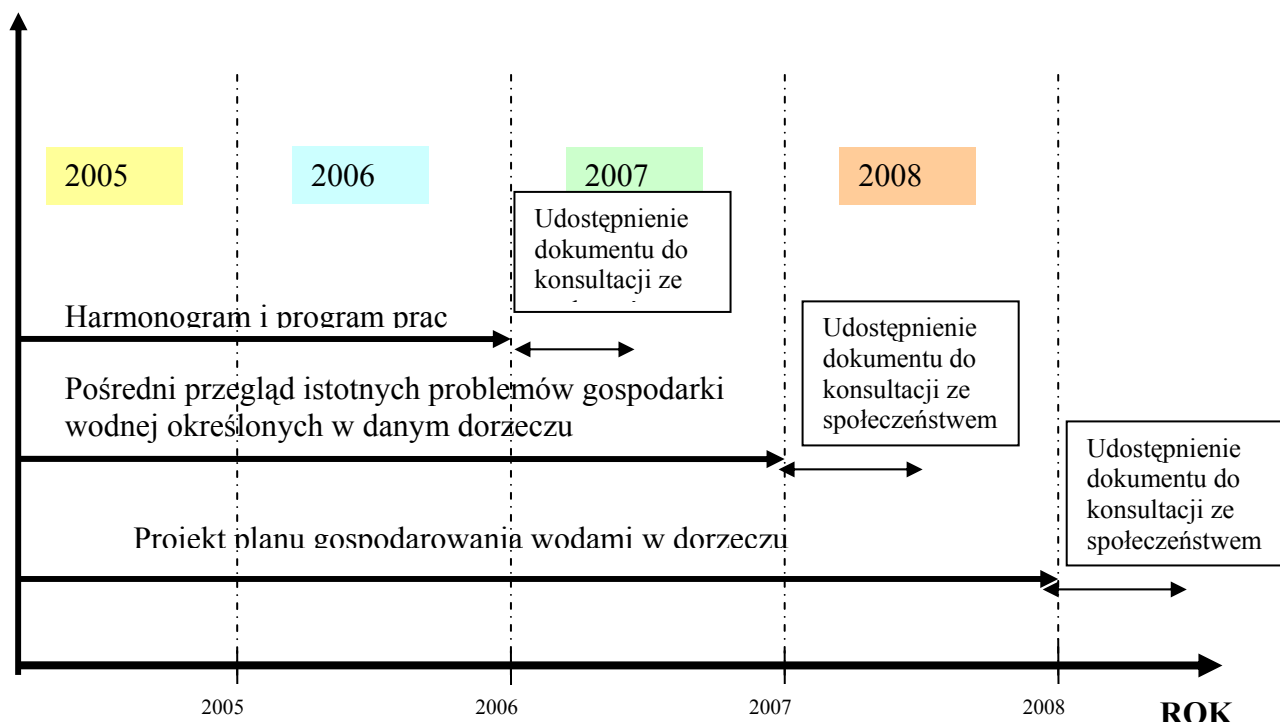 2005
2006
2007
2008
Udostępnienie
dokumentu do
konsultacji ze
Harmonogram i program prac
Udostępnienie
dokumentu do
konsultacji ze
społeczeństwem
Pośredni przegląd istotnych problemów gospodarki
wodnej określonych w danym dorzeczu
Udostępnienie
dokumentu do
konsultacji ze
społeczeństwem
Projekt planu gospodarowania wodami w dorzeczu
2005
2006
2007
2008
ROK